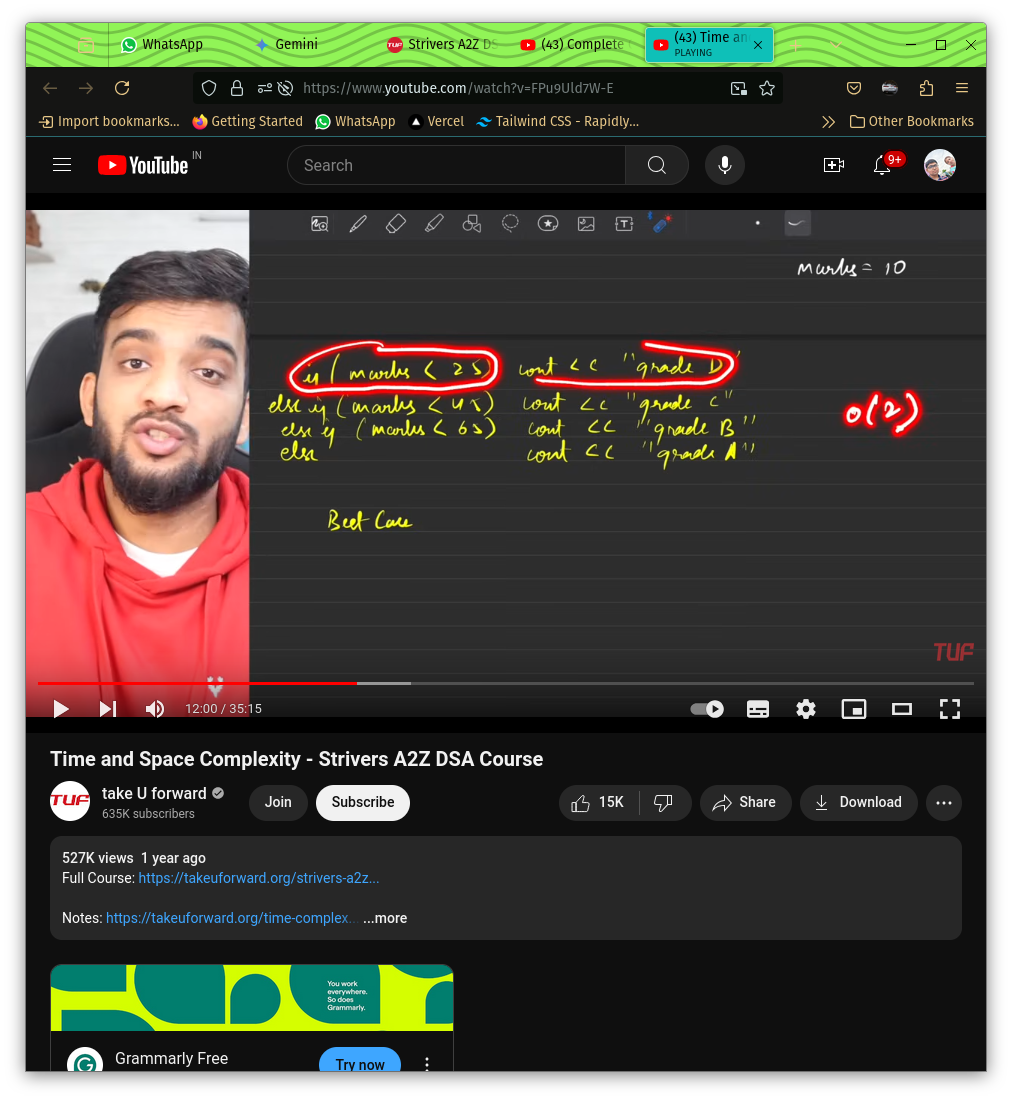 WhatsApp
Gemini
Strivers A2Z DS
(43) Complete
(43) Time an
PLAYING
https://www.youtube.com/watch?v=FPu9Uld7W-E
Import bookmarks...
Getting Started
WhatsApp
Vercel
Tailwind CSS - Rapidly...
Other Bookmarks
YouTube IN
Search
9+
marks = 10
if (marks < 25) cout << "grade D"
else if (marks < 45) cout << "grade C"
else if (marks < 65) cout << "grade B"
else cout << "grade A"
O(2)
Best Case
TUF
12:00 / 35:15
Time and Space Complexity - Strivers A2Z DSA Course
TUF
take U forward
635K subscribers
Join
Subscribe
15K
Share
Download
527K views 1 year ago
Full Course: https://takeuforward.org/strivers-a2z...
Notes: https://takeuforward.org/time-complex... ...more
You work
everywhere.
So does
Grammarly.
Grammarly Free
Try now